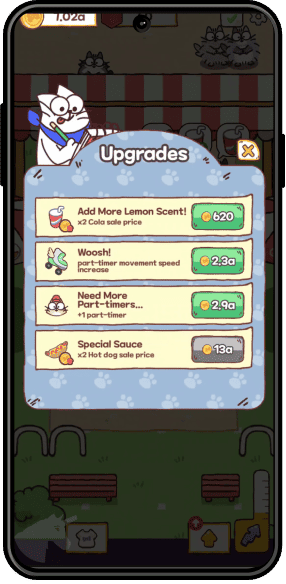 1,02a
Upgrades
Add More Lemon Scent!
x2 Cola sale price
620
Woosh!
part-timer movement speed
increase
2,3a
Need More
Part-timers...
+1 part-timer
2,9a
Special Sauce
x2 Hot dog sale price
13a